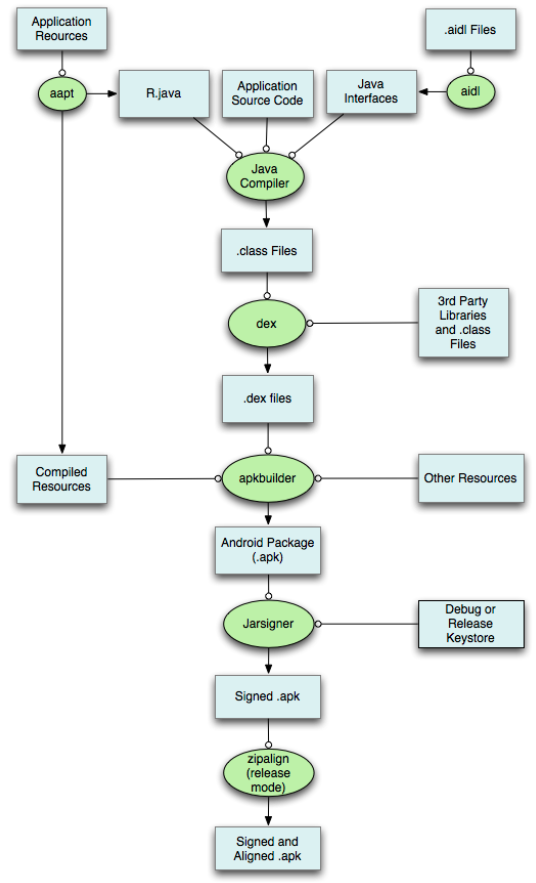 Application
Reources
.aidl Files
aapt
R.java
Application
Source Code
Java
Interfaces
aidl
Java
Compiler
.class Files
3rd Party
Libraries
and .class
Files
dex
.dex files
Compiled
Resources
apkbuilder
Other Resources
Android Package
(.apk)
Jarsigner
Debug or
Release
Keystore
Signed .apk
zipalign
(release
mode)
Signed and
Aligned .apk